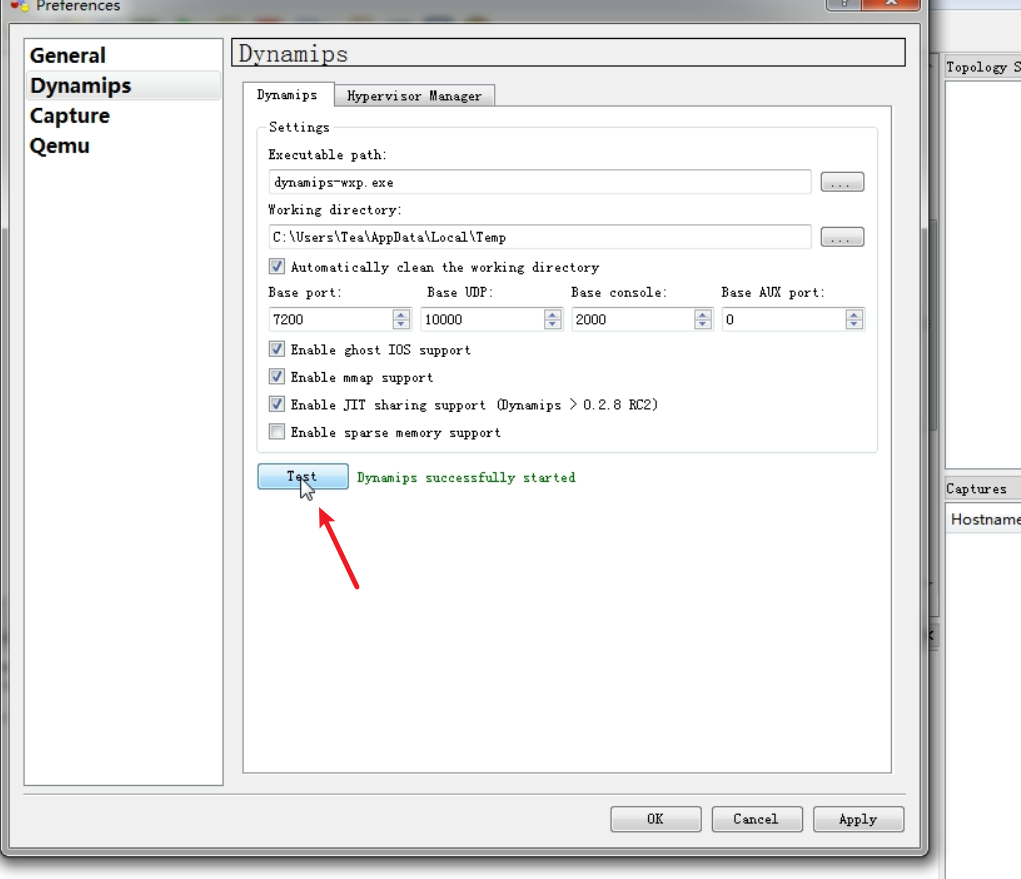 Preferences
General
Dynamips
Capture
Qemu
Dynamips
Dynamips Hypervisor Manager
Settings
Executable path:
dynamips-wxp.exe ...
Working directory:
C:\Users\Tea\AppData\Local\Temp ...
Automatically clean the working directory
Base port: Base UDP: Base console: Base AUX port:
7200 10000 2000 0
Enable ghost IOS support
Enable mmap support
Enable JIT sharing support (Dynamips > 0.2.8 RC2)
Enable sparse memory support
Test Dynamips successfully started
OK Cancel Apply
Topology S
Captures
Hostname